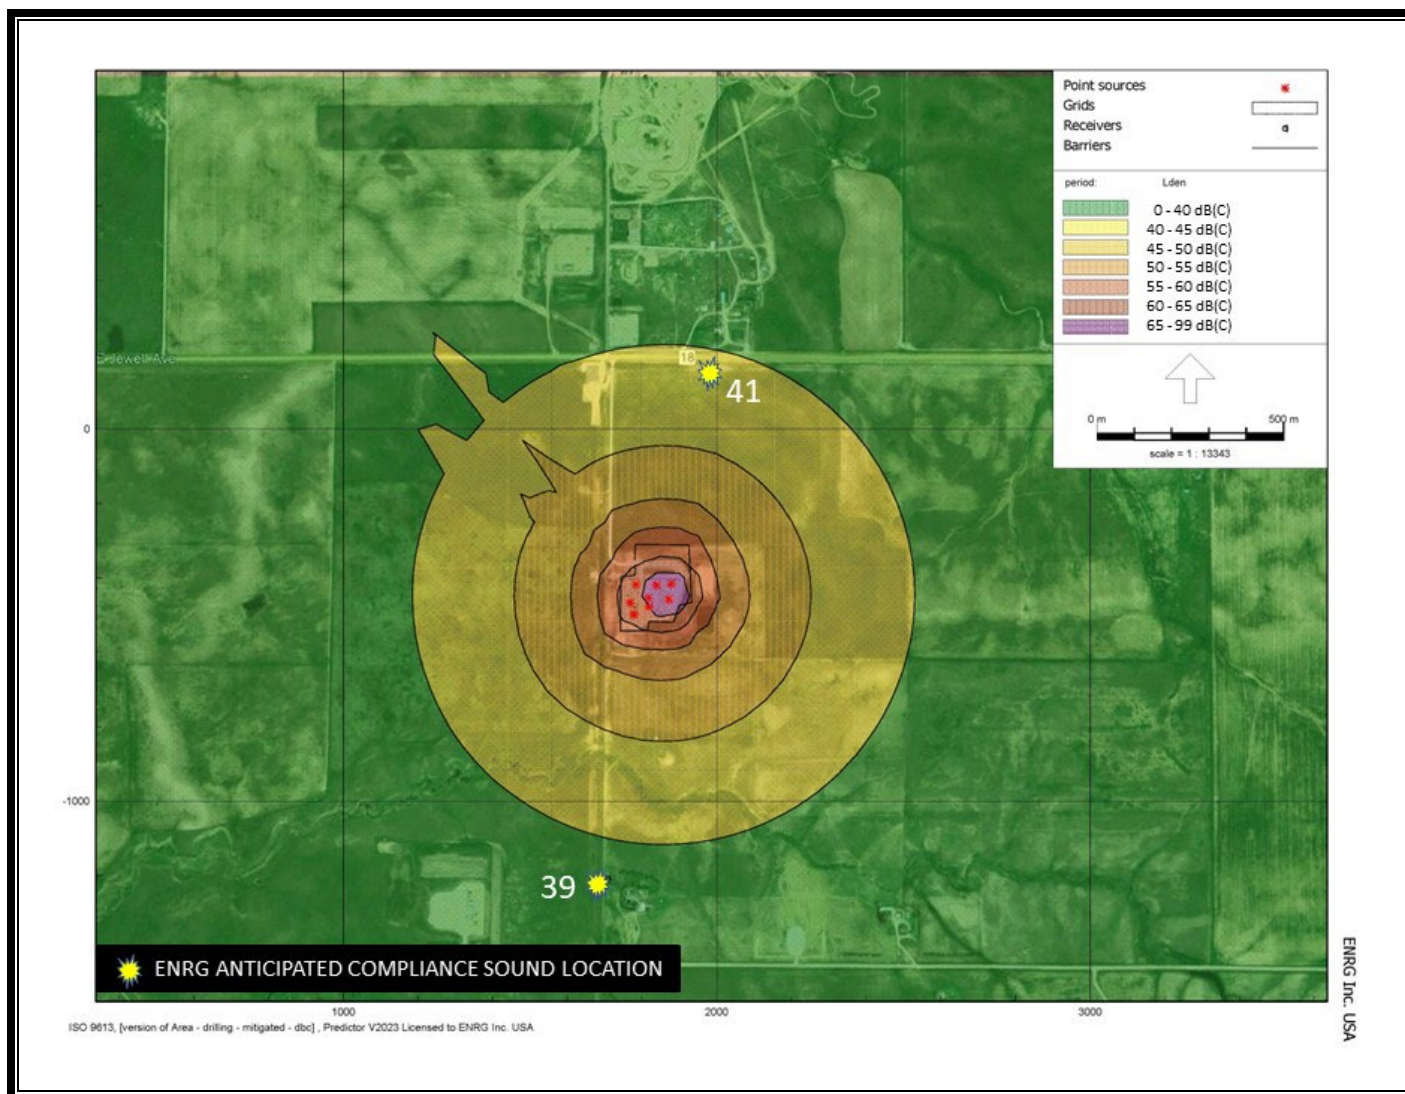 Point sources
Grids
Receivers
Barriers
period: Lden
0 - 40 dB(C)
40 - 45 dB(C)
45 - 50 dB(C)
50 - 55 dB(C)
55 - 60 dB(C)
60 - 65 dB(C)
65 - 99 dB(C)
0 m 500 m
scale = 1 : 13343
E Jewell Ave
18
41
0
-1000
39
ENRG ANTICIPATED COMPLIANCE SOUND LOCATION
1000 2000 3000
ISO 9613, [version of Area - drilling - mitigated - dbc] , Predictor V2023 Licensed to ENRG Inc. USA
ENRG Inc. USA